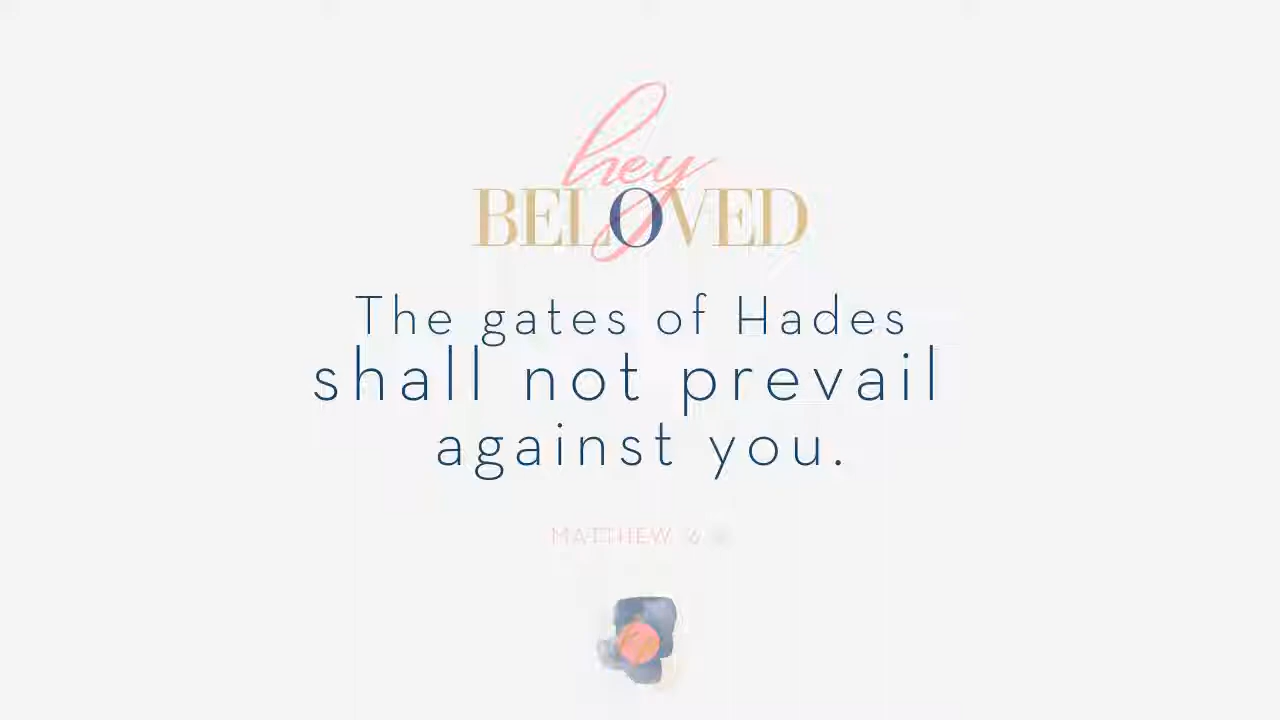 hey
BELOVED
The gates of Hades
shall not prevail
against you.
MATTHEW